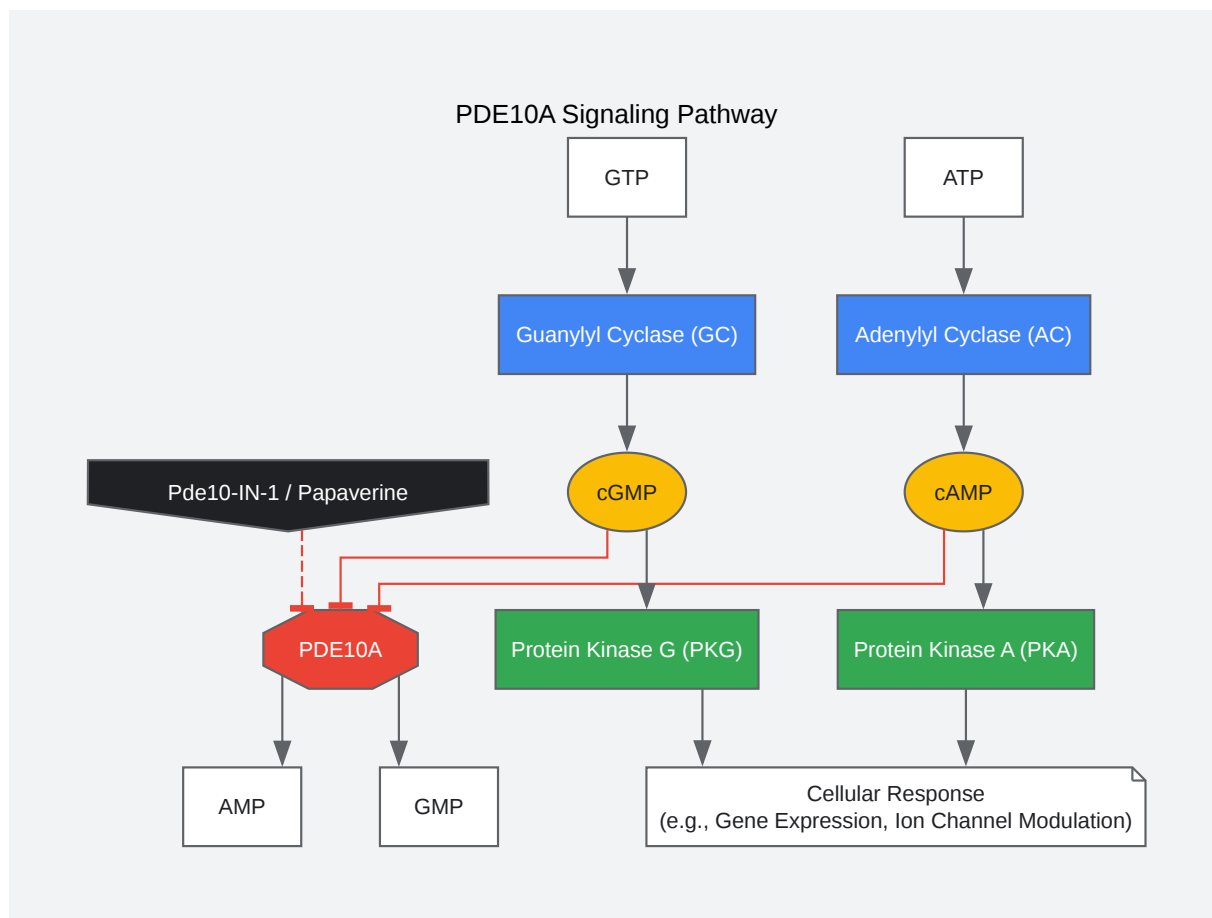 PDE10A Signaling Pathway
GTP
ATP
Guanylyl Cyclase (GC)
Adenylyl Cyclase (AC)
Pde10-IN-1 / Papaverine
cGMP
cAMP
PDE10A
Protein Kinase G (PKG)
Protein Kinase A (PKA)
AMP
GMP
Cellular Response
(e.g., Gene Expression, Ion Channel Modulation)